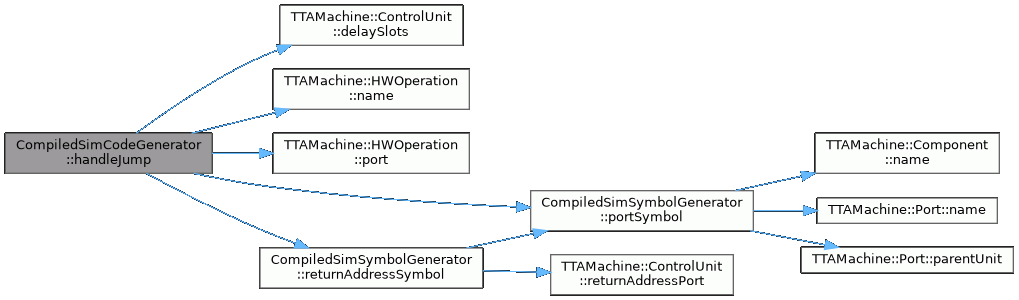 TTAMachine::ControlUnit
::delaySlots
TTAMachine::HWOperation
::name
CompiledSimCodeGenerator
::handleJump
TTAMachine::HWOperation
::port
TTAMachine::Component
::name
CompiledSimSymbolGenerator
::portSymbol
TTAMachine::Port::name
CompiledSimSymbolGenerator
::returnAddressSymbol
TTAMachine::Port::parentUnit
TTAMachine::ControlUnit
::returnAddressPort